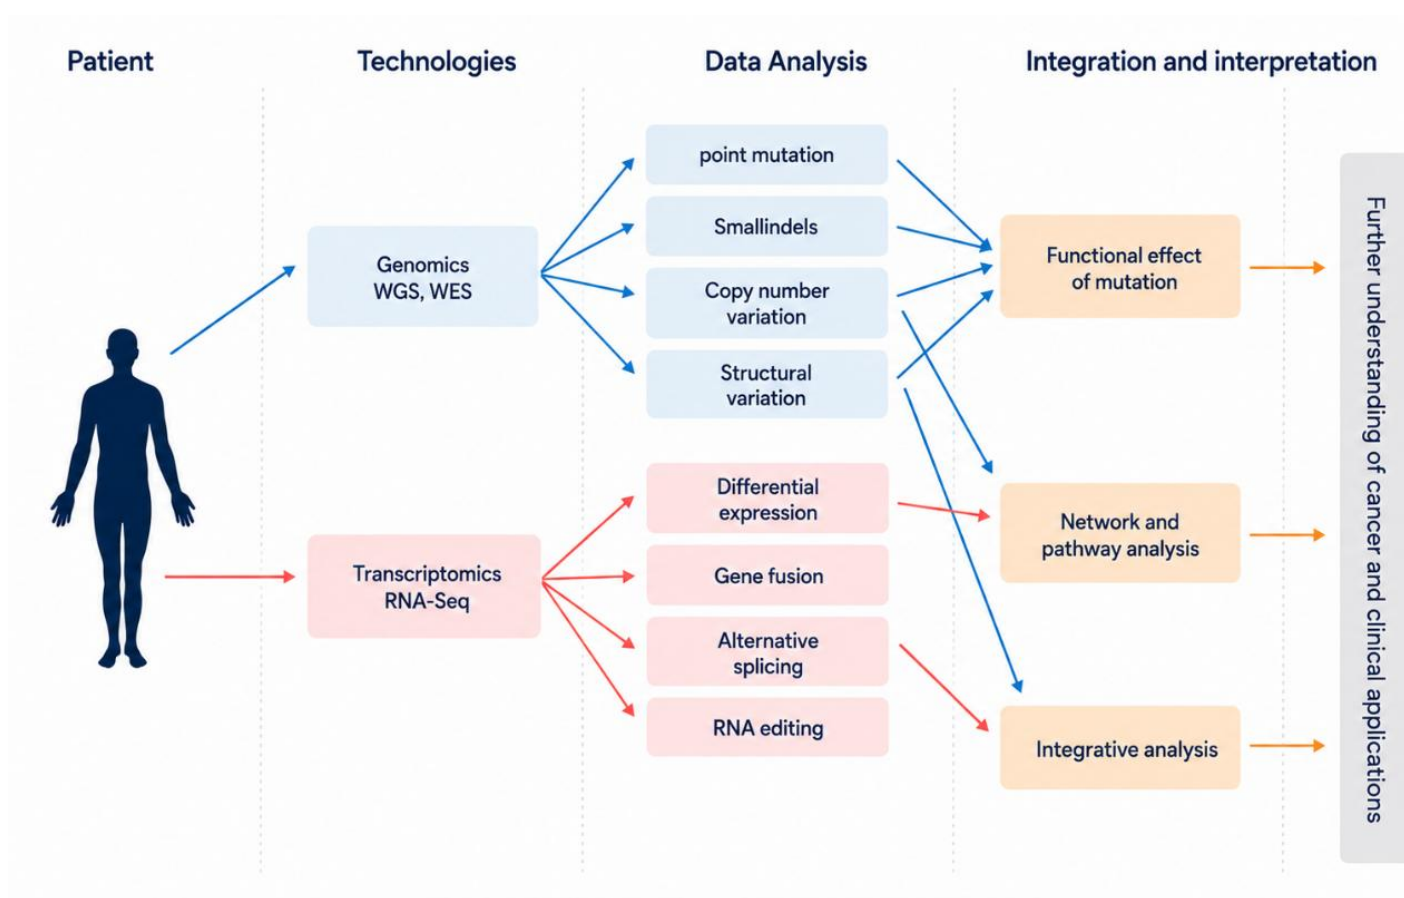 Patient
Technologies
Data Analysis
Integration and interpretation
Genomics
WGS, WES
Transcriptomics
RNA-Seq
point mutation
Smallindels
Copy number
variation
Structural
variation
Differential
expression
Gene fusion
Alternative
splicing
RNA editing
Functional effect
of mutation
Network and
pathway analysis
Integrative analysis
Further understanding of cancer and clinical applications